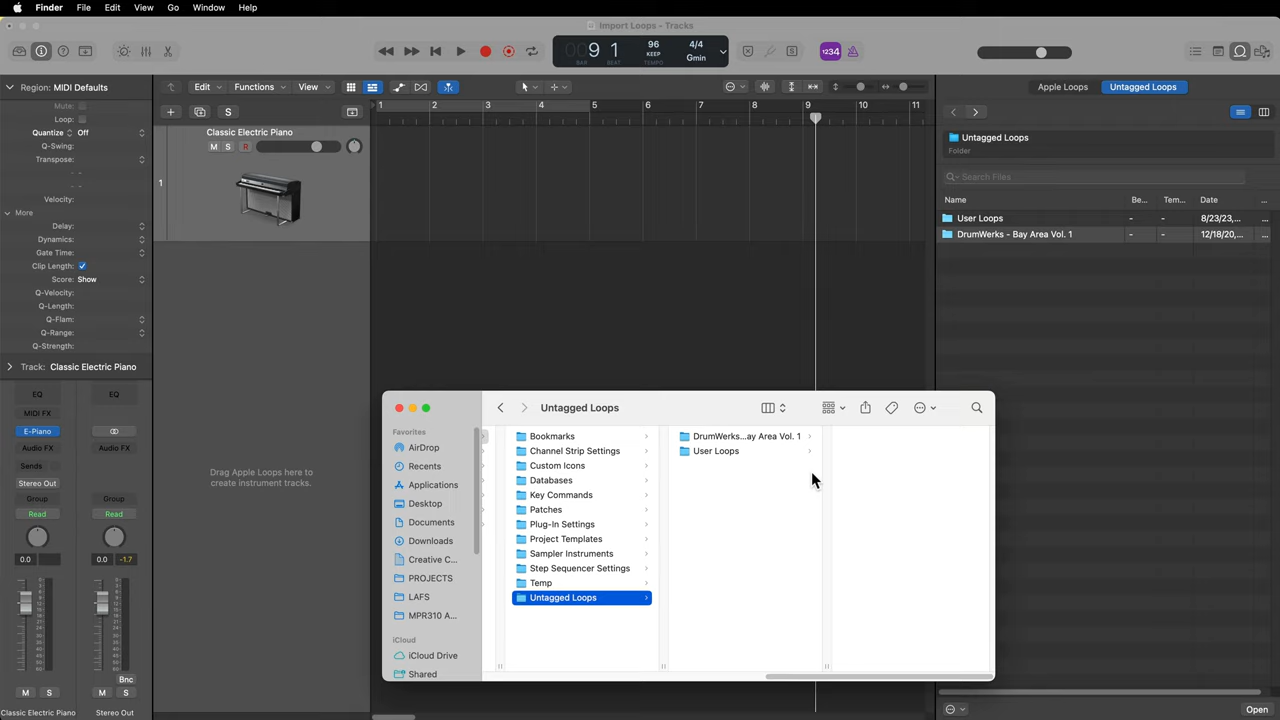 Finder File Edit View Go Window Help
Import Loops - Tracks
009 1
BAR BEAT
96
KEEP
TEMPO
4/4
Gmin
1234
Region: MIDI Defaults
Mute:
Loop:
Quantize Off
Q-Swing:
Transpose:
Velocity:
More
Delay:
Dynamics:
Gate Time:
Clip Length:
Score: Show
Q-Velocity:
Q-Length:
Q-Flam:
Q-Range:
Q-Strength:
Track: Classic Electric Piano
EQ EQ
MIDI FX
E-Piano
Audio FX Audio FX
Sends
Stereo Out
Group Group
Read Read
0.0 0.0 -1.7
Bnc
M S M S
Classic Electric Piano Stereo Out
Edit Functions View
S
1 2 3 4 5 6 7 8 9 10 11
1
Classic Electric Piano
M S R
Drag Apple Loops here to
create instrument tracks.
Apple Loops Untagged Loops
Untagged Loops
Folder
Search Files
Name Be... Tem... Date ...
User Loops - - 8/23/23,... ...
DrumWerks - Bay Area Vol. 1 - - 12/18/20,... ...
Open
Untagged Loops
Favorites
AirDrop
Recents
Applications
Desktop
Documents
Downloads
Creative C...
PROJECTS
LAFS
MPR310 A...
iCloud
iCloud Drive
Shared
Bookmarks
Channel Strip Settings
Custom Icons
Databases
Key Commands
Patches
Plug-In Settings
Project Templates
Sampler Instruments
Step Sequencer Settings
Temp
Untagged Loops
DrumWerks...ay Area Vol. 1
User Loops